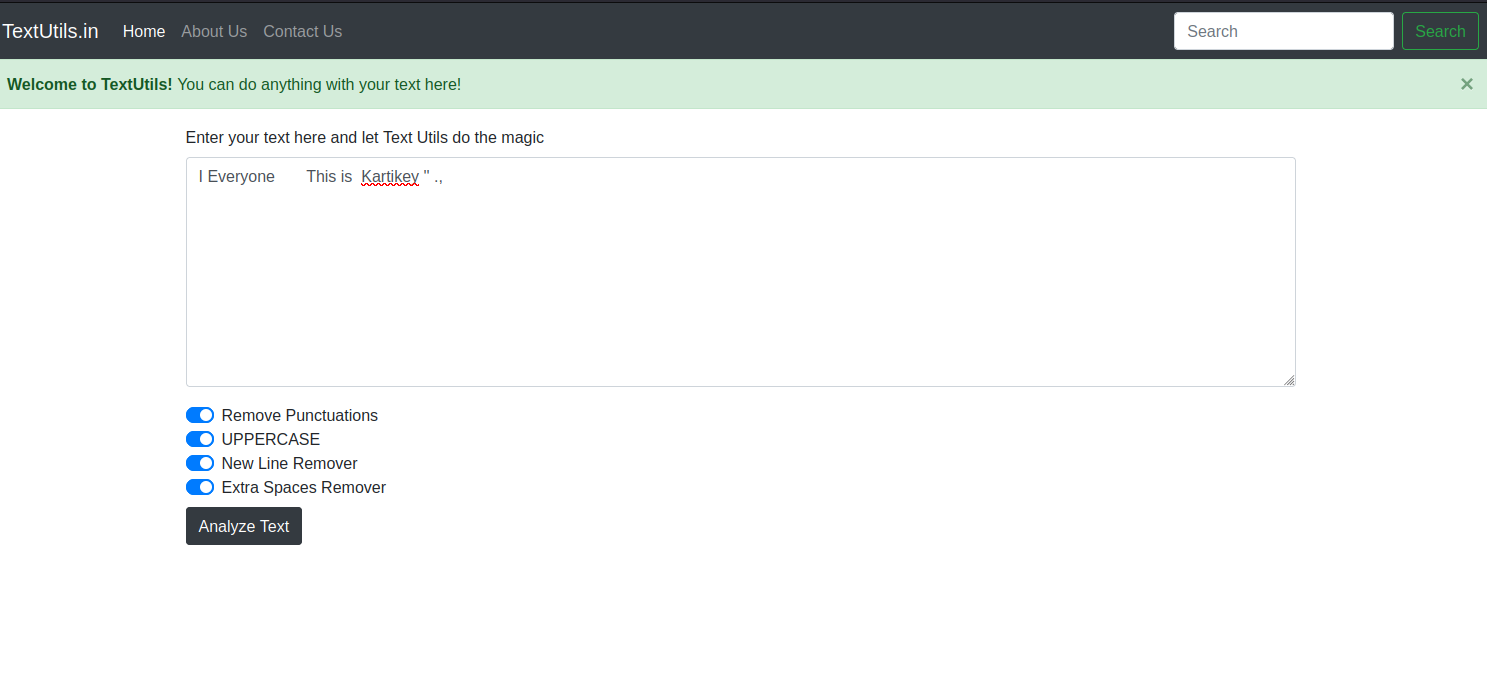 TextUtils.in Home About Us Contact Us Search Search
Welcome to TextUtils! You can do anything with your text here! ×
Enter your text here and let Text Utils do the magic
I Everyone       This is  Kartikey " .,
Remove Punctuations
UPPERCASE
New Line Remover
Extra Spaces Remover
Analyze Text